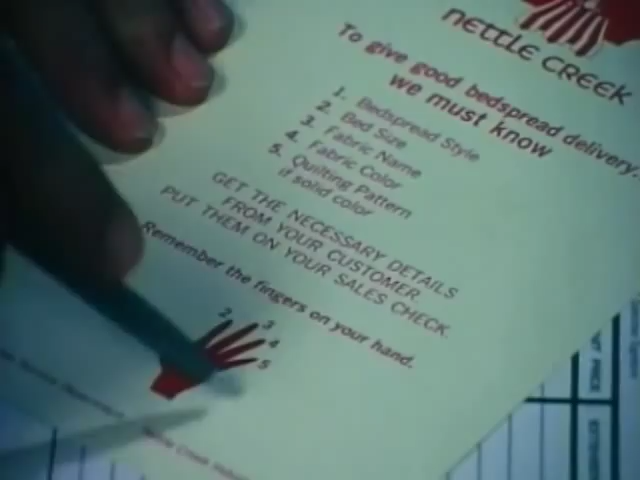 NETTLE CREEK
To give good bedspread delivery.
we must know
1. Bedspread Style
2. Bed Size
3. Fabric Name
4. Fabric Color
5. Quilting Pattern
if solid color
GET THE NECESSARY DETAILS
FROM YOUR CUSTOMER
PUT THEM ON YOUR SALES CHECK.
Remember the fingers on your hand.
2
3
4
5
Nettle Creek